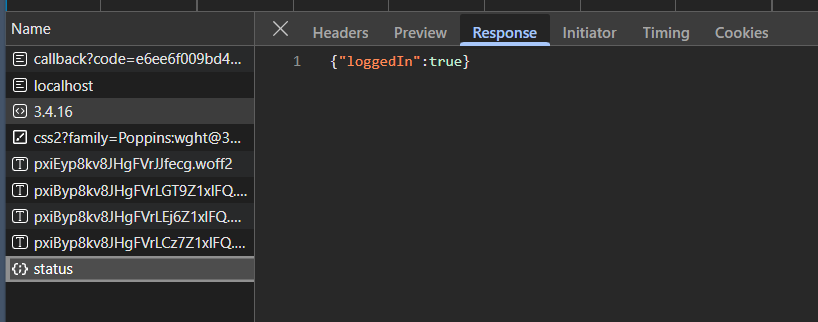 Name
callback?code=e6ee6f009bd4...
localhost
3.4.16
css2?family=Poppins:wght@3...
pxiEyp8kv8JHgFVrJJfecg.woff2
pxiByp8kv8JHgFVrLGT9Z1xlFQ....
pxiByp8kv8JHgFVrLEj6Z1xlFQ....
pxiByp8kv8JHgFVrLCz7Z1xlFQ....
status
Headers Preview Response Initiator Timing Cookies
1 {"loggedIn":true}